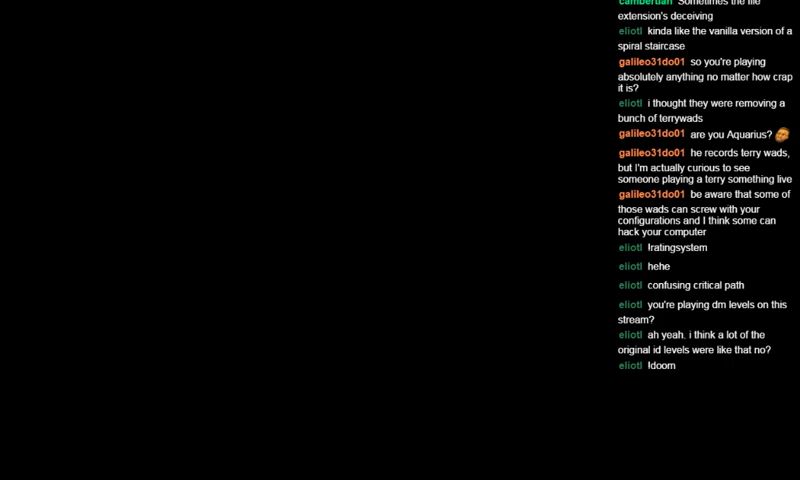 cambertian Sometimes the file
extension's deceiving
eliotl kinda like the vanilla version of a
spiral staircase
galileo31do01 so you're playing
absolutely anything no matter how crap
it is?
eliotl i thought they were removing a
bunch of terrywads
galileo31do01 are you Aquarius?
galileo31do01 he records terry wads,
but I'm actually curious to see
someone playing a terry something live
galileo31do01 be aware that some of
those wads can screw with your
configurations and I think some can
hack your computer
eliotl !ratingsystem
eliotl hehe
eliotl confusing critical path
eliotl you're playing dm levels on this
stream?
eliotl ah yeah. i think a lot of the
original id levels were like that no?
eliotl !doom